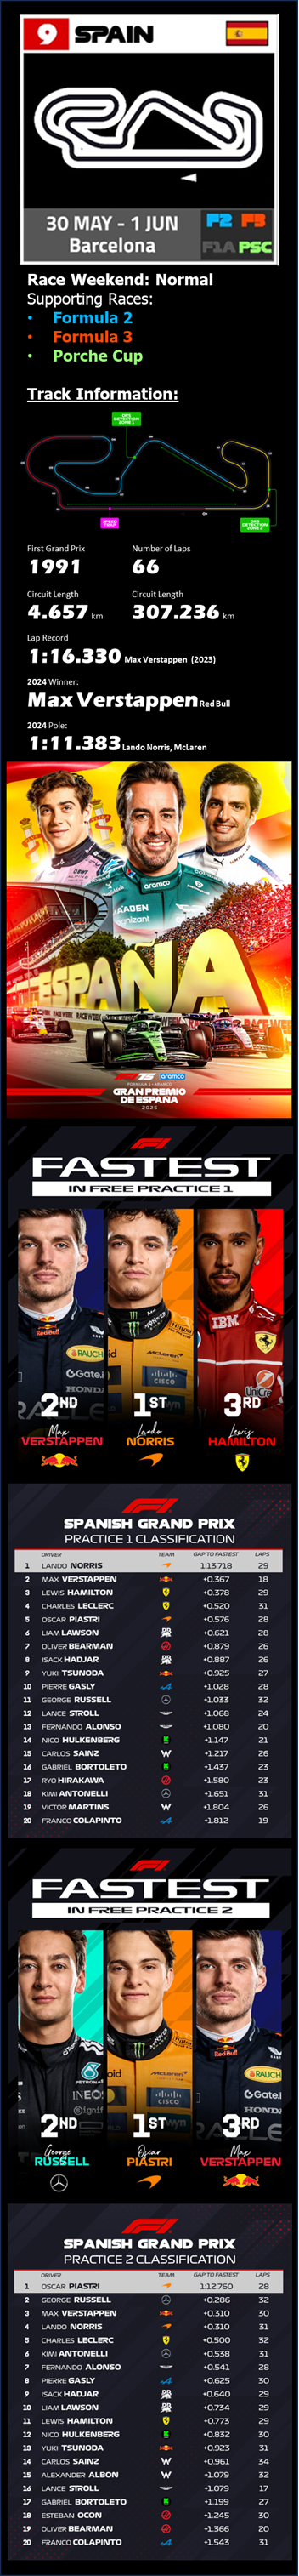 9 SPAIN
30 MAY - 1 JUN
Barcelona
F2 F3
F1A PSC
Race Weekend: Normal
Supporting Races:
• Formula 2
• Formula 3
• Porche Cup
Track Information:
DRS DETECTION ZONE 1
SPEED TRAP
DRS DETECTION ZONE 2
First Grand Prix
1991
Number of Laps
66
Circuit Length
4.657 km
Circuit Length
307.236 km
Lap Record
1:16.330 Max Verstappen (2023)
2024 Winner:
Max Verstappen Red Bull
2024 Pole:
1:11.383 Lando Norris, McLaren
aramco
ESPAÑA
F1 75 aramco
GRAN PREMIO
DE ESPAÑA
2025
F1
FASTEST
IN FREE PRACTICE 1
2ND
Max
VERSTAPPEN
1ST
Lando
NORRIS
3RD
Lewis
HAMILTON
F1
SPANISH GRAND PRIX
PRACTICE 1 CLASSIFICATION
DRIVER TEAM GAP TO FASTEST LAPS
1 LANDO NORRIS 1:13.718 29
2 MAX VERSTAPPEN +0.367 18
3 LEWIS HAMILTON +0.378 29
4 CHARLES LECLERC +0.520 31
5 OSCAR PIASTRI +0.576 28
6 LIAM LAWSON +0.621 28
7 OLIVER BEARMAN +0.879 26
8 ISACK HADJAR +0.887 26
9 YUKI TSUNODA +0.925 27
10 PIERRE GASLY +1.028 28
11 GEORGE RUSSELL +1.033 32
12 LANCE STROLL +1.068 24
13 FERNANDO ALONSO +1.080 20
14 NICO HULKENBERG +1.147 21
15 CARLOS SAINZ +1.217 26
16 GABRIEL BORTOLETO +1.437 23
17 RYO HIRAKAWA +1.580 23
18 KIMI ANTONELLI +1.651 31
19 VICTOR MARTINS +1.804 26
20 FRANCO COLAPINTO +1.812 19
F1
FASTEST
IN FREE PRACTICE 2
2ND
George
RUSSELL
1ST
Oscar
PIASTRI
3RD
Max
VERSTAPPEN
F1
SPANISH GRAND PRIX
PRACTICE 2 CLASSIFICATION
DRIVER TEAM GAP TO FASTEST LAPS
1 OSCAR PIASTRI 1:12.760 28
2 GEORGE RUSSELL +0.286 32
3 MAX VERSTAPPEN +0.310 30
4 LANDO NORRIS +0.310 31
5 CHARLES LECLERC +0.500 32
6 KIMI ANTONELLI +0.538 31
7 FERNANDO ALONSO +0.541 28
8 PIERRE GASLY +0.625 30
9 ISACK HADJAR +0.640 29
10 LIAM LAWSON +0.734 29
11 LEWIS HAMILTON +0.773 29
12 NICO HULKENBERG +0.832 30
13 YUKI TSUNODA +0.923 31
14 CARLOS SAINZ +0.961 34
15 ALEXANDER ALBON +1.079 32
16 LANCE STROLL +1.079 17
17 GABRIEL BORTOLETO +1.199 27
18 ESTEBAN OCON +1.245 30
19 OLIVER BEARMAN +1.366 20
20 FRANCO COLAPINTO +1.543 31